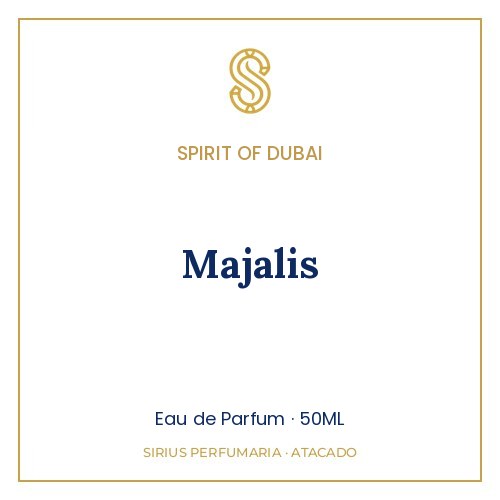 SPIRIT OF DUBAI
Majalis
Eau de Parfum · 50ML
SIRIUS PERFUMARIA · ATACADO